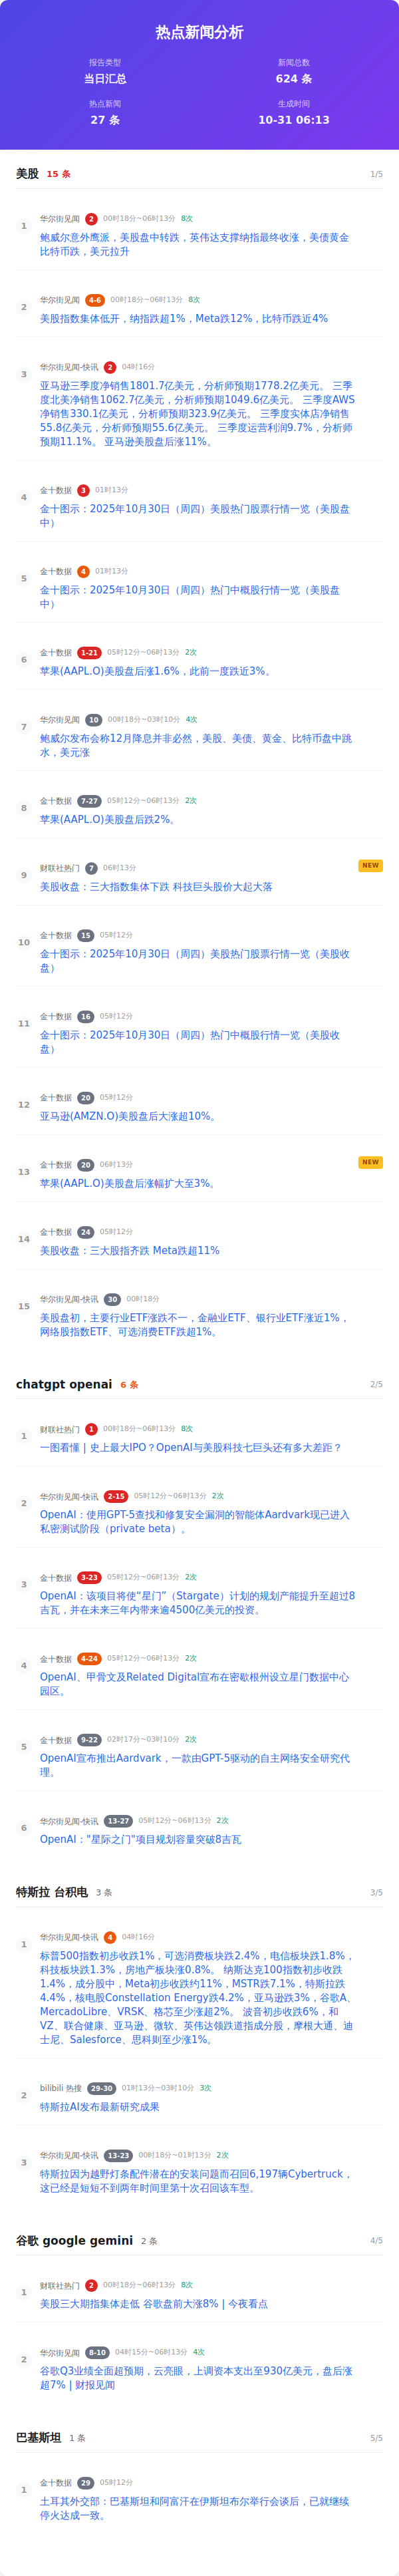 热点新闻分析
报告类型
当日汇总
新闻总数
624 条
热点新闻
27 条
生成时间
10-31 06:13
美股 15 条 1/5
1
华尔街见闻 2 00时18分~06时13分 8次
鲍威尔意外鹰派，美股盘中转跌，英伟达支撑纳指最终收涨，美债黄金
比特币跌，美元拉升
2
华尔街见闻 4-6 00时18分~06时13分 8次
美股指数集体低开，纳指跌超1%，Meta跌12%，比特币跌近4%
3
华尔街见闻-快讯 2 04时16分
亚马逊三季度净销售1801.7亿美元，分析师预期1778.2亿美元。 三季
度北美净销售1062.7亿美元，分析师预期1049.6亿美元。 三季度AWS
净销售330.1亿美元，分析师预期323.9亿美元。 三季度实体店净销售
55.8亿美元，分析师预期55.6亿美元。 三季度运营利润9.7%，分析师
预期11.1%。 亚马逊美股盘后涨11%。
4
金十数据 3 01时13分
金十图示：2025年10月30日（周四）美股热门股票行情一览（美股盘
中）
5
金十数据 4 01时13分
金十图示：2025年10月30日（周四）热门中概股行情一览（美股盘
中）
6
金十数据 1-21 05时12分~06时13分 2次
苹果(AAPL.O)美股盘后涨1.6%，此前一度跌近3%。
7
华尔街见闻 10 00时18分~03时10分 4次
鲍威尔发布会称12月降息并非必然，美股、美债、黄金、比特币盘中跳
水，美元涨
8
金十数据 7-27 05时12分~06时13分 2次
苹果(AAPL.O)美股盘后跌2%。
9
财联社热门 7 06时13分 NEW
美股收盘：三大指数集体下跌 科技巨头股价大起大落
10
金十数据 15 05时12分
金十图示：2025年10月30日（周四）美股热门股票行情一览（美股收
盘）
11
金十数据 16 05时12分
金十图示：2025年10月30日（周四）热门中概股行情一览（美股收
盘）
12
金十数据 20 05时12分
亚马逊(AMZN.O)美股盘后大涨超10%。
13
金十数据 20 06时13分 NEW
苹果(AAPL.O)美股盘后涨幅扩大至3%。
14
金十数据 24 05时12分
美股收盘：三大股指齐跌 Meta跌超11%
15
华尔街见闻-快讯 30 00时18分
美股盘初，主要行业ETF涨跌不一，金融业ETF、银行业ETF涨近1%，
网络股指数ETF、可选消费ETF跌超1%。
chatgpt openai 6 条 2/5
1
财联社热门 1 00时18分~06时13分 8次
一图看懂 | 史上最大IPO？OpenAI与美股科技七巨头还有多大差距？
2
华尔街见闻-快讯 2-15 05时12分~06时13分 2次
OpenAI：使用GPT-5查找和修复安全漏洞的智能体Aardvark现已进入
私密测试阶段（private beta）。
3
金十数据 3-23 05时12分~06时13分 2次
OpenAI：该项目将使“星门”（Stargate）计划的规划产能提升至超过8
吉瓦，并在未来三年内带来逾4500亿美元的投资。
4
金十数据 4-24 05时12分~06时13分 2次
OpenAI、甲骨文及Related Digital宣布在密歇根州设立星门数据中心
园区。
5
金十数据 9-22 02时17分~03时10分 2次
OpenAI宣布推出Aardvark，一款由GPT-5驱动的自主网络安全研究代
理。
6
华尔街见闻-快讯 13-27 05时12分~06时13分 2次
OpenAI："星际之门"项目规划容量突破8吉瓦
特斯拉 台积电 3 条 3/5
1
华尔街见闻-快讯 4 04时16分
标普500指数初步收跌1%，可选消费板块跌2.4%，电信板块跌1.8%，
科技板块跌1.3%，房地产板块涨0.8%。 纳斯达克100指数初步收跌
1.4%，成分股中，Meta初步收跌约11%，MSTR跌7.1%，特斯拉跌
4.4%，核电股Constellation Energy跌4.2%，亚马逊跌3%，谷歌A、
MercadoLibre、VRSK、格芯至少涨超2%。 波音初步收跌6%，和
VZ、联合健康、亚马逊、微软、英伟达领跌道指成分股，摩根大通、迪
士尼、Salesforce、思科则至少涨1%。
2
bilibili 热搜 29-30 01时13分~03时10分 3次
特斯拉AI发布最新研究成果
3
华尔街见闻-快讯 13-23 00时18分~01时13分 2次
特斯拉因为越野灯条配件潜在的安装问题而召回6,197辆Cybertruck，
这已经是短短不到两年时间里第十次召回该车型。
谷歌 google gemini 2 条 4/5
1
财联社热门 2 00时18分~06时13分 8次
美股三大期指集体走低 谷歌盘前大涨8% | 今夜看点
2
华尔街见闻 8-10 04时15分~06时13分 4次
谷歌Q3业绩全面超预期，云亮眼，上调资本支出至930亿美元，盘后涨
超7% | 财报见闻
巴基斯坦 1 条 5/5
1
金十数据 29 05时12分
土耳其外交部：巴基斯坦和阿富汗在伊斯坦布尔举行会谈后，已就继续
停火达成一致。